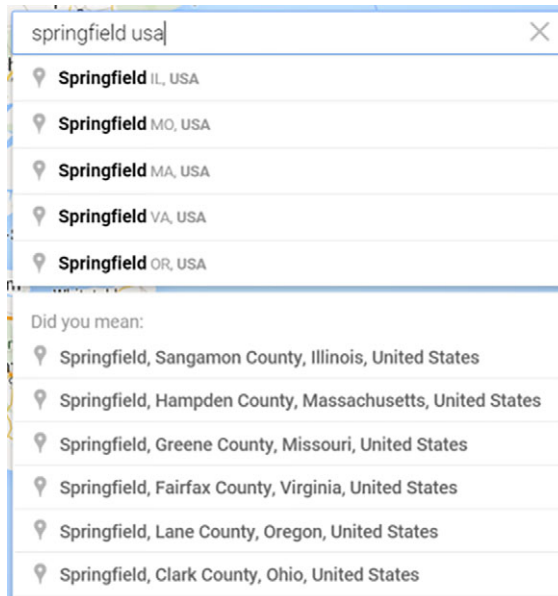 springfield usa
Springfield IL, USA
Springfield MO, USA
Springfield MA, USA
Springfield VA, USA
Springfield OR, USA
Did you mean:
Springfield, Sangamon County, Illinois, United States
Springfield, Hampden County, Massachusetts, United States
Springfield, Greene County, Missouri, United States
Springfield, Fairfax County, Virginia, United States
Springfield, Lane County, Oregon, United States
Springfield, Clark County, Ohio, United States